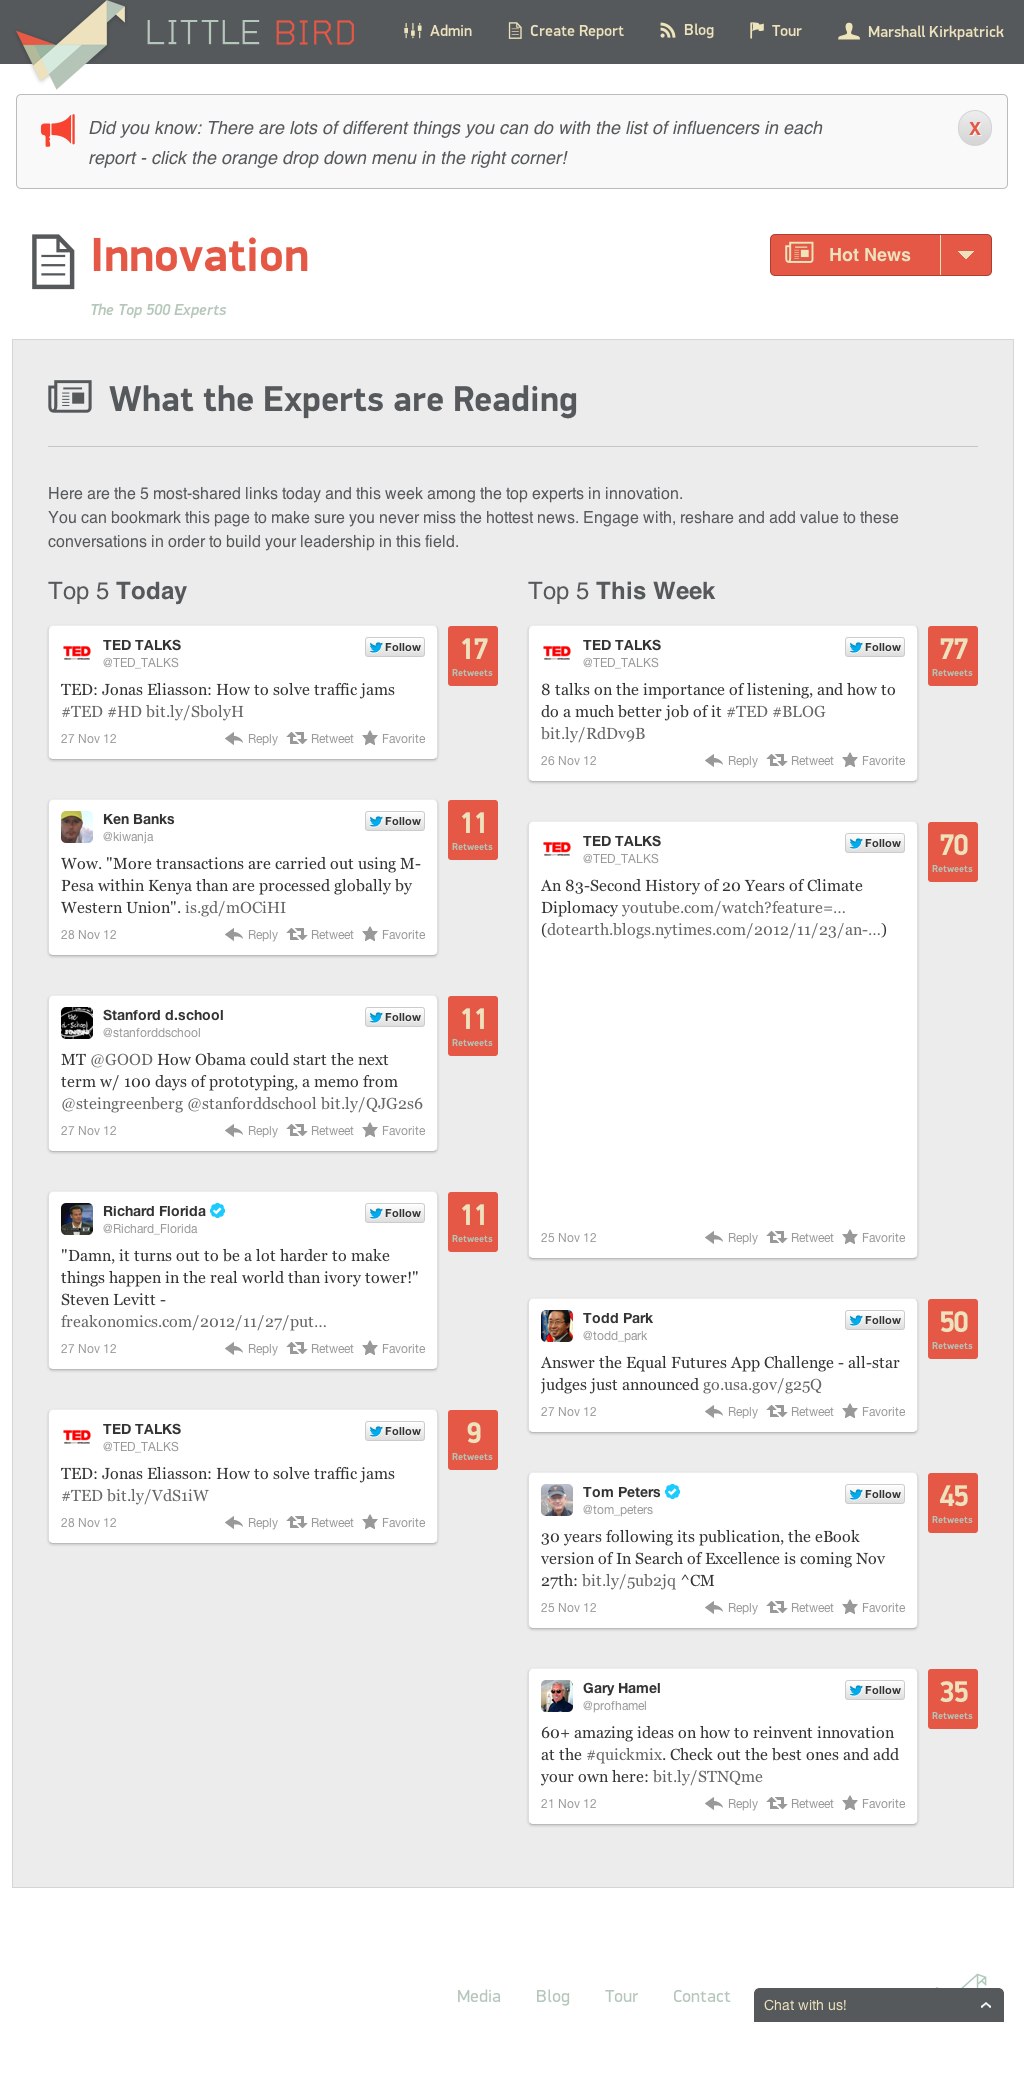 LITTLE BIRD
Admin
Create Report
Blog
Tour
Marshall Kirkpatrick
Did you know: There are lots of different things you can do with the list of influencers in each
report - click the orange drop down menu in the right corner!
X
Innovation
Hot News
The Top 500 Experts
What the Experts are Reading
Here are the 5 most-shared links today and this week among the top experts in innovation.
You can bookmark this page to make sure you never miss the hottest news. Engage with, reshare and add value to these
conversations in order to build your leadership in this field.
Top 5 Today
TED
TED TALKS
@TED_TALKS
Follow
17
Retweets
TED: Jonas Eliasson: How to solve traffic jams
#TED #HD bit.ly/SbolyH
27 Nov 12
Reply Retweet Favorite
Ken Banks
@kiwanja
Follow
11
Retweets
Wow. "More transactions are carried out using M-
Pesa within Kenya than are processed globally by
Western Union". is.gd/mOCiHI
28 Nov 12
Reply Retweet Favorite
Stanford d.school
@stanforddschool
Follow
11
Retweets
MT @GOOD How Obama could start the next
term w/ 100 days of prototyping, a memo from
@steingreenberg @stanforddschool bit.ly/QJG2s6
27 Nov 12
Reply Retweet Favorite
Richard Florida
@Richard_Florida
Follow
11
Retweets
"Damn, it turns out to be a lot harder to make
things happen in the real world than ivory tower!"
Steven Levitt -
freakonomics.com/2012/11/27/put...
27 Nov 12
Reply Retweet Favorite
TED
TED TALKS
@TED_TALKS
Follow
9
Retweets
TED: Jonas Eliasson: How to solve traffic jams
#TED bit.ly/VdS1iW
28 Nov 12
Reply Retweet Favorite
Top 5 This Week
TED
TED TALKS
@TED_TALKS
Follow
77
Retweets
8 talks on the importance of listening, and how to
do a much better job of it #TED #BLOG
bit.ly/RdDv9B
26 Nov 12
Reply Retweet Favorite
TED
TED TALKS
@TED_TALKS
Follow
70
Retweets
An 83-Second History of 20 Years of Climate
Diplomacy youtube.com/watch?feature=...
(dotearth.blogs.nytimes.com/2012/11/23/an-...)
25 Nov 12
Reply Retweet Favorite
Todd Park
@todd_park
Follow
50
Retweets
Answer the Equal Futures App Challenge - all-star
judges just announced go.usa.gov/g25Q
27 Nov 12
Reply Retweet Favorite
Tom Peters
@tom_peters
Follow
45
Retweets
30 years following its publication, the eBook
version of In Search of Excellence is coming Nov
27th: bit.ly/5ub2jq ^CM
25 Nov 12
Reply Retweet Favorite
Gary Hamel
@profhamel
Follow
35
Retweets
60+ amazing ideas on how to reinvent innovation
at the #quickmix. Check out the best ones and add
your own here: bit.ly/STNQme
21 Nov 12
Reply Retweet Favorite
Media
Blog
Tour
Contact
Chat with us!